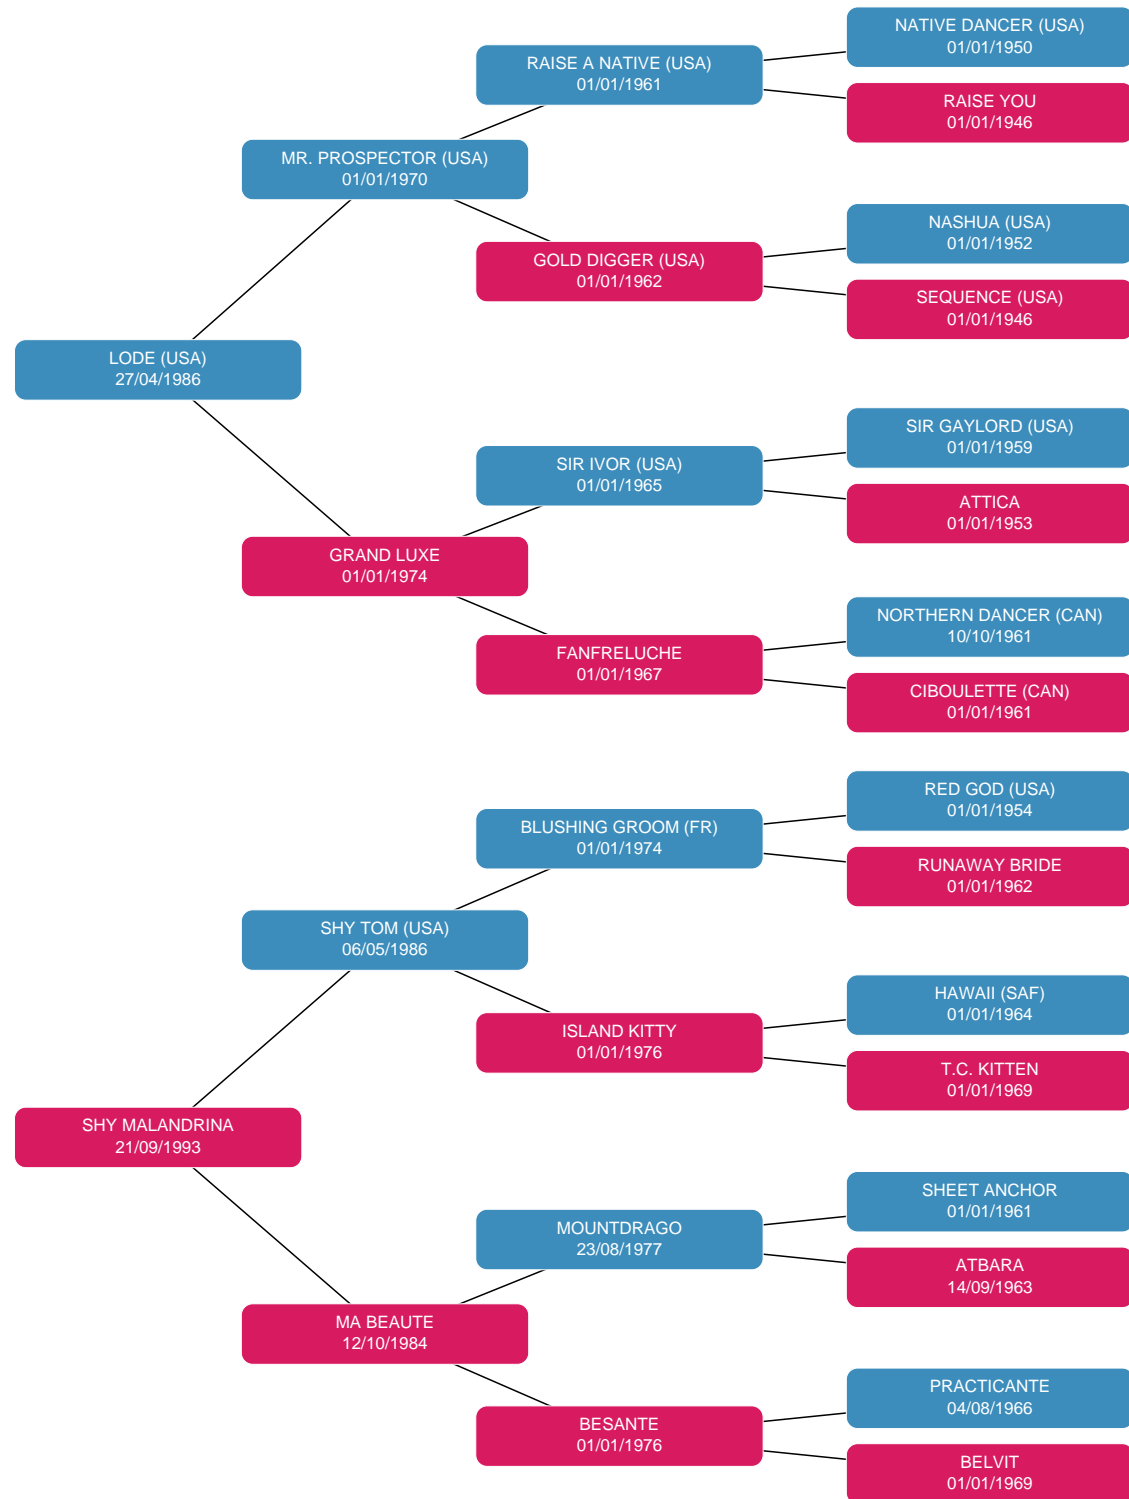 NATIVE DANCER (USA)
01/01/1950
RAISE A NATIVE (USA)
01/01/1961
RAISE YOU
01/01/1946
MR. PROSPECTOR (USA)
01/01/1970
NASHUA (USA)
01/01/1952
GOLD DIGGER (USA)
01/01/1962
SEQUENCE (USA)
01/01/1946
LODE (USA)
27/04/1986
SIR GAYLORD (USA)
01/01/1959
SIR IVOR (USA)
01/01/1965
ATTICA
01/01/1953
GRAND LUXE
01/01/1974
NORTHERN DANCER (CAN)
10/10/1961
FANFRELUCHE
01/01/1967
CIBOULETTE (CAN)
01/01/1961
RED GOD (USA)
01/01/1954
BLUSHING GROOM (FR)
01/01/1974
RUNAWAY BRIDE
01/01/1962
SHY TOM (USA)
06/05/1986
HAWAII (SAF)
01/01/1964
ISLAND KITTY
01/01/1976
T.C. KITTEN
01/01/1969
SHY MALANDRINA
21/09/1993
SHEET ANCHOR
01/01/1961
MOUNTDRAGO
23/08/1977
ATBARA
14/09/1963
MA BEAUTE
12/10/1984
PRACTICANTE
04/08/1966
BESANTE
01/01/1976
BELVIT
01/01/1969